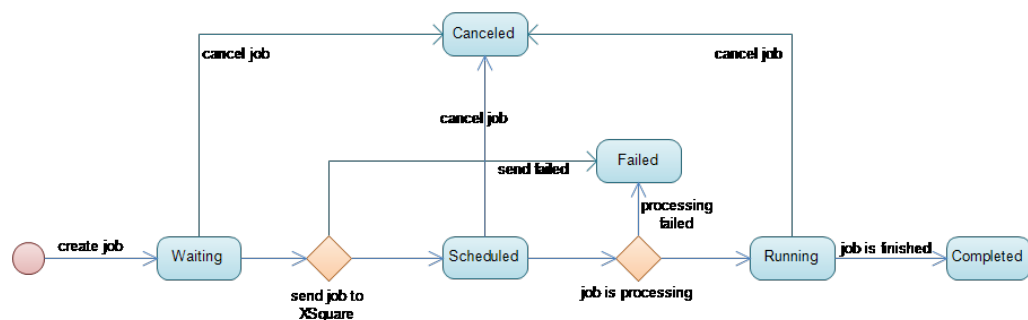 Canceled
cancel job
cancel job
cancel job
Failed
send failed
processing
failed
create job
Waiting
Scheduled
Running
job is finished
Completed
send job to
XSquare
job is processing